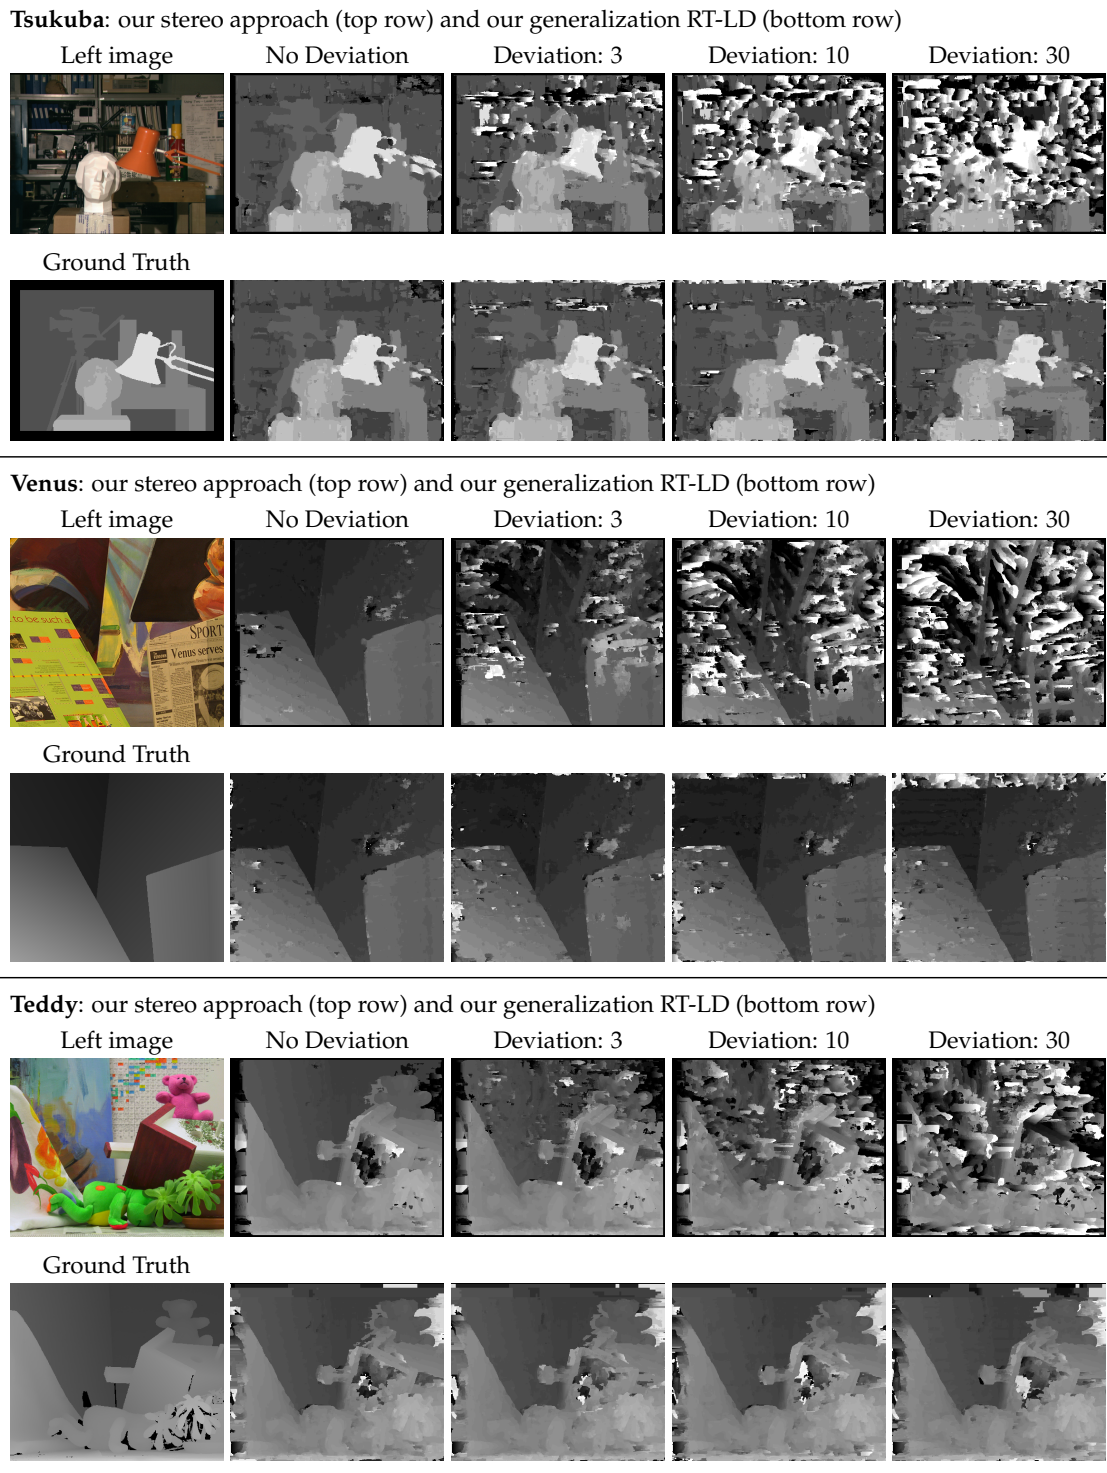 Tsukuba: our stereo approach (top row) and our generalization RT-LD (bottom row)
Left image No Deviation Deviation: 3 Deviation: 10 Deviation: 30
Ground Truth
Venus: our stereo approach (top row) and our generalization RT-LD (bottom row)
Left image No Deviation Deviation: 3 Deviation: 10 Deviation: 30
to be such a
SPORT
Venus serves
Ground Truth
Teddy: our stereo approach (top row) and our generalization RT-LD (bottom row)
Left image No Deviation Deviation: 3 Deviation: 10 Deviation: 30
Ground Truth